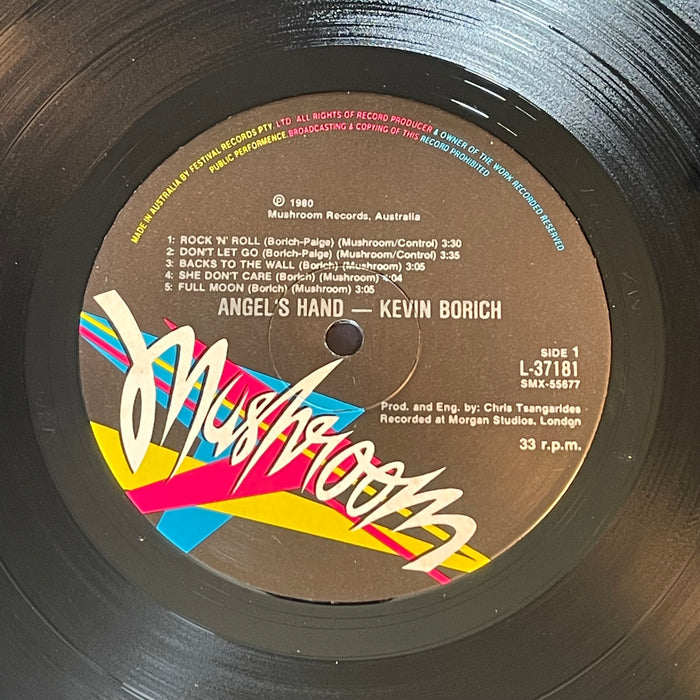 MADE IN AUSTRALIA BY FESTIVAL RECORDS PTY. LTD ALL RIGHTS OF RECORD PRODUCER & OWNER OF THE WORK RECORDED RESERVED
PUBLIC PERFORMENCE. BROADCASTING & COPYING OF THIS RECORD PROHIBITED
Ⓟ 1980
Mushroom Records, Australia
1: ROCK 'N' ROLL (Borich-Paige) (Mushroom/Control) 3:30
2: DON'T LET GO (Borich-Paige) (Mushroom/Control) 3:35
3: BACKS TO THE WALL (Borich) (Mushroom) 3:05
4: SHE DON'T CARE (Borich) (Mushroom) 4:04
5: FULL MOON (Borich) (Mushroom) 3:05
ANGEL'S HAND — KEVIN BORICH
SIDE 1
L-37181
SMX-55677
Prod. and Eng. by: Chris Tsangarides
Recorded at Morgan Studios, London
33 r.p.m.
Mushroom